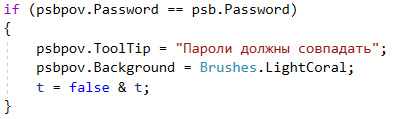 if (psbpov.Password == psb.Password)
{
psbpov.ToolTip = "Пароли должны совпадать";
psbpov.Background = Brushes.LightCoral;
t = false & t;
}